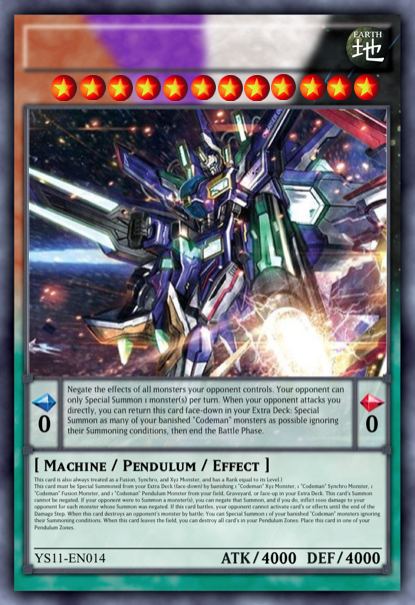 EARTH
地
Negate the effects of all monsters your opponent controls. Your opponent can
only Special Summon 1 monster(s) per turn. When your opponent attacks you
directly, you can return this card face-down in your Extra Deck: Special
Summon as many of your banished "Codeman" monsters as possible ignoring
their Summoning conditions, then end the Battle Phase.
0
0
[ MACHINE / PENDULUM / EFFECT ]
(This card is also always treated as a Fusion, Synchro, and Xyz Monster, and has a Rank equal to its Level.)
This card must be Special Summoned from your Extra Deck (face-down) by banishing 1 "Codeman" Xyz Monster, 1 "Codeman" Synchro Monster, 1
"Codeman" Fusion Monster, and 1 "Codeman" Pendulum Monster from your field, Graveyard, or face-up in your Extra Deck. This card's Summon
cannot be negated. If your opponent were to Summon a monster(s), you can negate that Summon, and if you do, inflict 1000 damage to your
opponent for each monster whose Summon was negated. If this card battles, your opponent cannot activate card's or effects until the end of the
Damage Step. When this card destroys an opponent's monster by battle: You can Special Summon 1 of your banished "Codeman" monsters ignoring
their Summoning conditions. When this card leaves the field, you can destroy all card's in your Pendulum Zones: Place this card in one of your
Pendulum Zones.
YS11-EN014
ATK/4000 DEF/4000